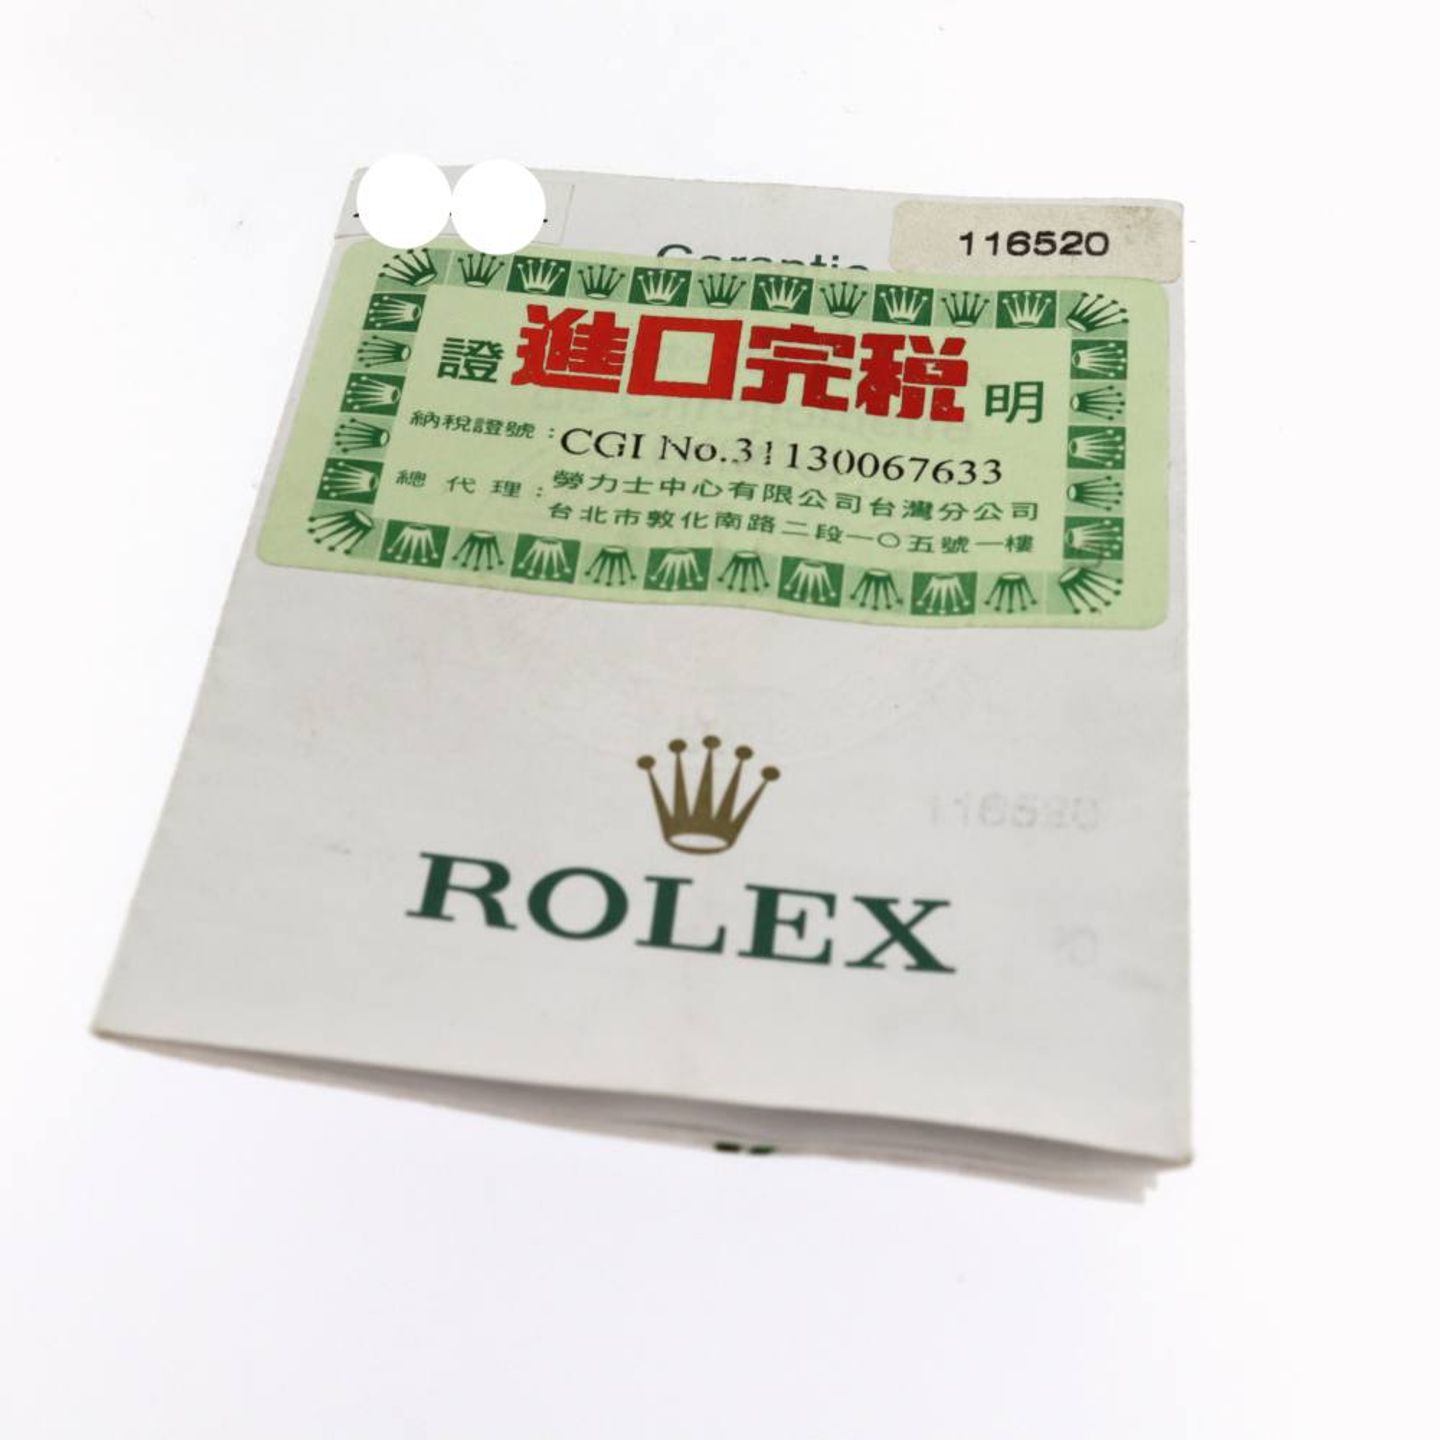 116520
Garantie
證 進口完税 明
納稅證號：CGI No.31130067633
總代理：勞力士中心有限公司台灣分公司
台北市敦化南路二段一〇五號一樓
116520
ROLEX